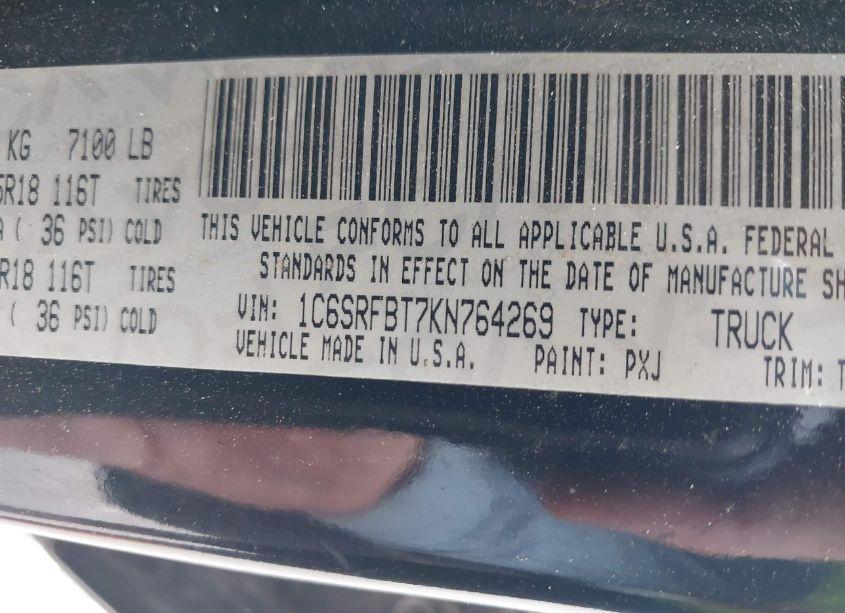 KG 7100 LB
R18 116T TIRES
( 36 PSI) COLD
R18 116T TIRES
( 36 PSI) COLD
THIS VEHICLE CONFORMS TO ALL APPLICABLE U.S.A. FEDERAL
STANDARDS IN EFFECT ON THE DATE OF MANUFACTURE SH
VIN: 1C6SRFBT7KN764269 TYPE: TRUCK
VEHICLE MADE IN U.S.A. PAINT: PXJ TRIM: T